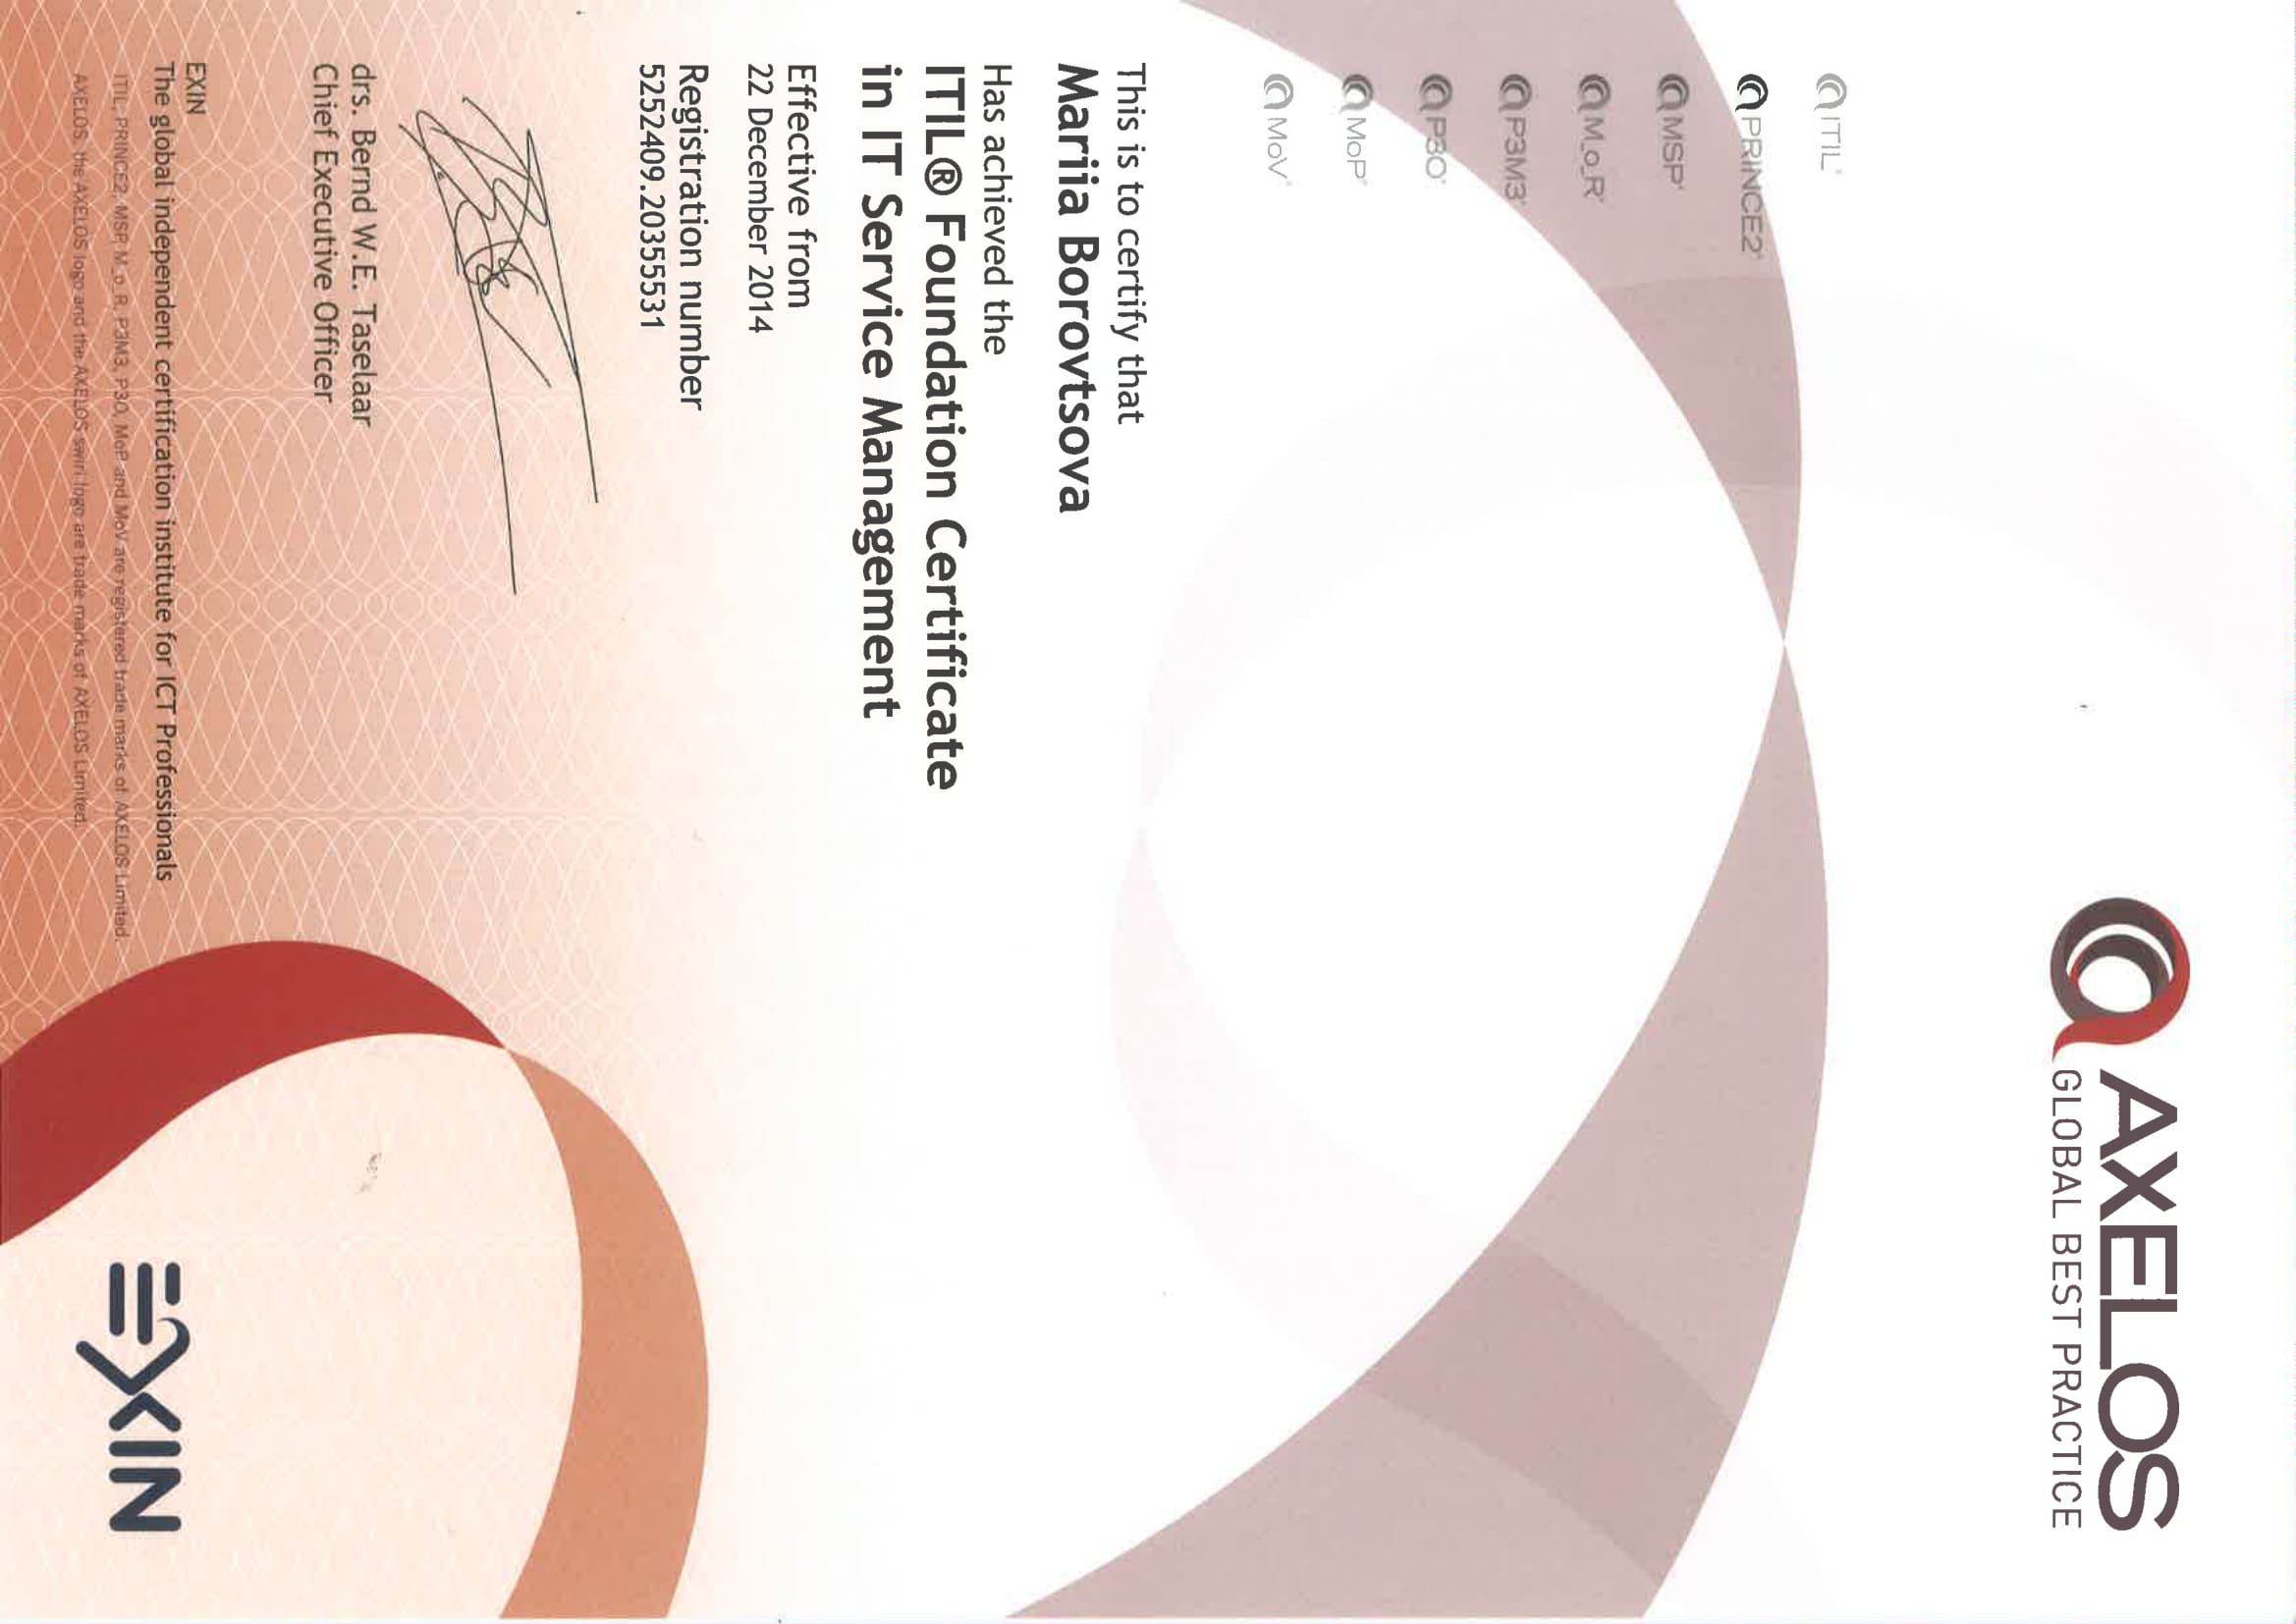 AXELOS
GLOBAL BEST PRACTICE
ITIL®
PRINCE2®
MSP®
M_o_R®
P3M3®
P3O®
MoP®
MoV®
This is to certify that
Mariia Borovtsova
Has achieved the
ITIL® Foundation Certificate
in IT Service Management
Effective from
22 December 2014
Registration number
5252409.20355531
drs. Bernd W.E. Taselaar
Chief Executive Officer
EXIN
The global independent certification institute for ICT Professionals
ITIL, PRINCE2, MSP, M_o_R, P3M3, P3O, MoP and MoV are registered trade marks of AXELOS Limited.
AXELOS, the AXELOS logo and the AXELOS swirl logo are trade marks of AXELOS Limited.
EXIN